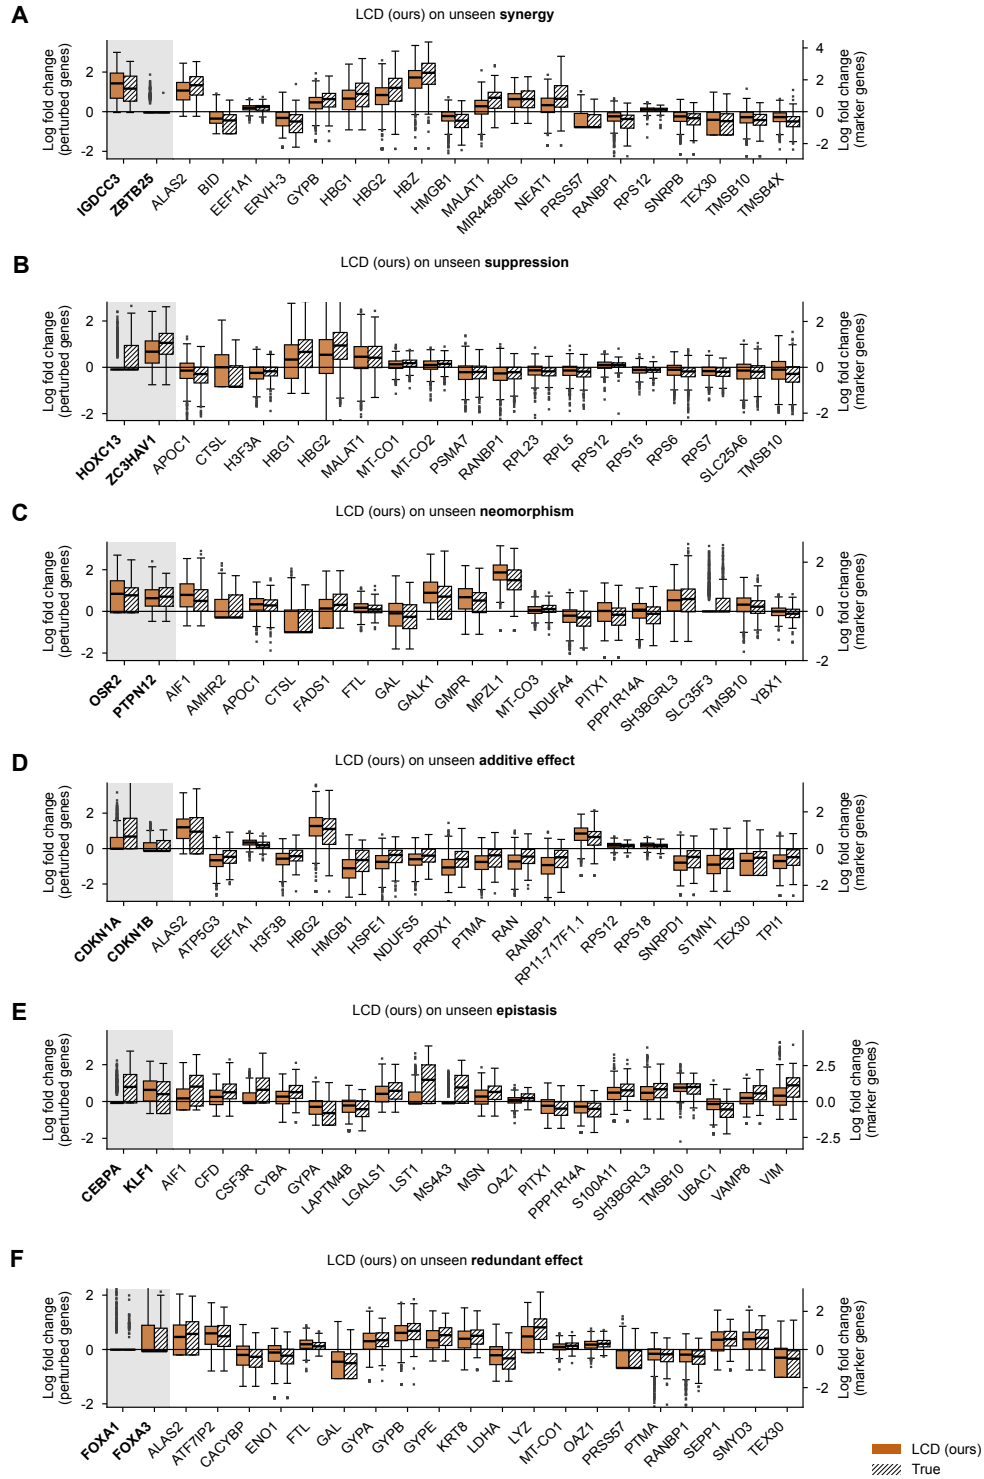 A
LCD (ours) on unseen synergy
Log fold change
(perturbed genes)
2
0
-2
4
2
0
-2
Log fold change
(marker genes)
IGDCC3
ZBTB25
ALAS2
BID
EEF1A1
ERVH-3
GYPB
HBG1
HBG2
HBZ
HMGB1
MALAT1
MIR4458HG
NEAT1
PRSS57
RANBP1
RPS12
SNRPB
TEX30
TMSB10
TMSB4X
B
LCD (ours) on unseen suppression
Log fold change
(perturbed genes)
2
0
-2
2
0
-2
Log fold change
(marker genes)
HOXC13
ZC3HAV1
APOC1
CTSL
H3F3A
HBG1
HBG2
MALAT1
MT-CO1
MT-CO2
PSMA7
RANBP1
RPL23
RPL5
RPS12
RPS15
RPS6
RPS7
SLC25A6
TMSB10
C
LCD (ours) on unseen neomorphism
Log fold change
(perturbed genes)
2
0
-2
2
0
-2
Log fold change
(marker genes)
OSR2
PTPN12
AIF1
AMHR2
APOC1
CTSL
FADS1
FTL
GAL
GALK1
GMPR
MPZL1
MT-CO3
NDUFA4
PITX1
PPP1R14A
SH3BGRL3
SLC35F3
TMSB10
YBX1
D
LCD (ours) on unseen additive effect
Log fold change
(perturbed genes)
2
0
-2
2
0
-2
Log fold change
(marker genes)
CDKN1A
CDKN1B
ALAS2
ATP5G3
EEF1A1
H3F3B
HBG2
HMGB1
HSPE1
NDUFS5
PRDX1
PTMA
RAN
RANBP1
RP11-717F1.1
RPS12
RPS18
SNRPD1
STMN1
TEX30
TPI1
E
LCD (ours) on unseen epistasis
Log fold change
(perturbed genes)
2
0
-2
2.5
0.0
-2.5
Log fold change
(marker genes)
CEBPA
KLF1
AIF1
CFD
CSF3R
CYBA
GYPA
LAPTM4B
LGALS1
LST1
MS4A3
MSN
OAZ1
PITX1
PPP1R14A
S100A11
SH3BGRL3
TMSB10
UBAC1
VAMP8
VIM
F
LCD (ours) on unseen redundant effect
Log fold change
(perturbed genes)
2
0
-2
2
0
-2
Log fold change
(marker genes)
FOXA1
FOXA3
ALAS2
ATF7IP2
CACYBP
ENO1
FTL
GAL
GYPA
GYPB
GYPE
KRT8
LDHA
LYZ
MT-CO1
OAZ1
PRSS57
PTMA
RANBP1
SEPP1
SMYD3
TEX30
LCD (ours)
True